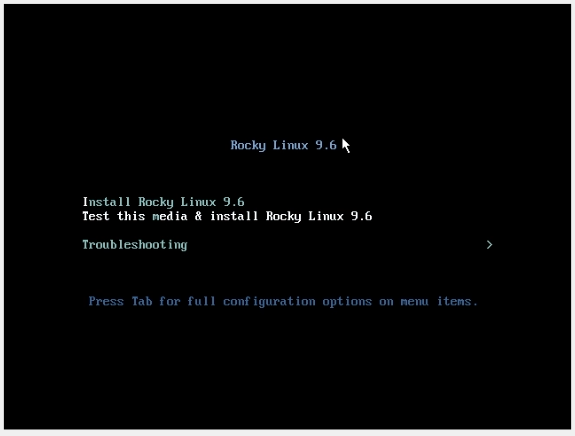 Rocky Linux 9.6
Install Rocky Linux 9.6
Test this media & install Rocky Linux 9.6
Troubleshooting >
Press Tab for full configuration options on menu items.